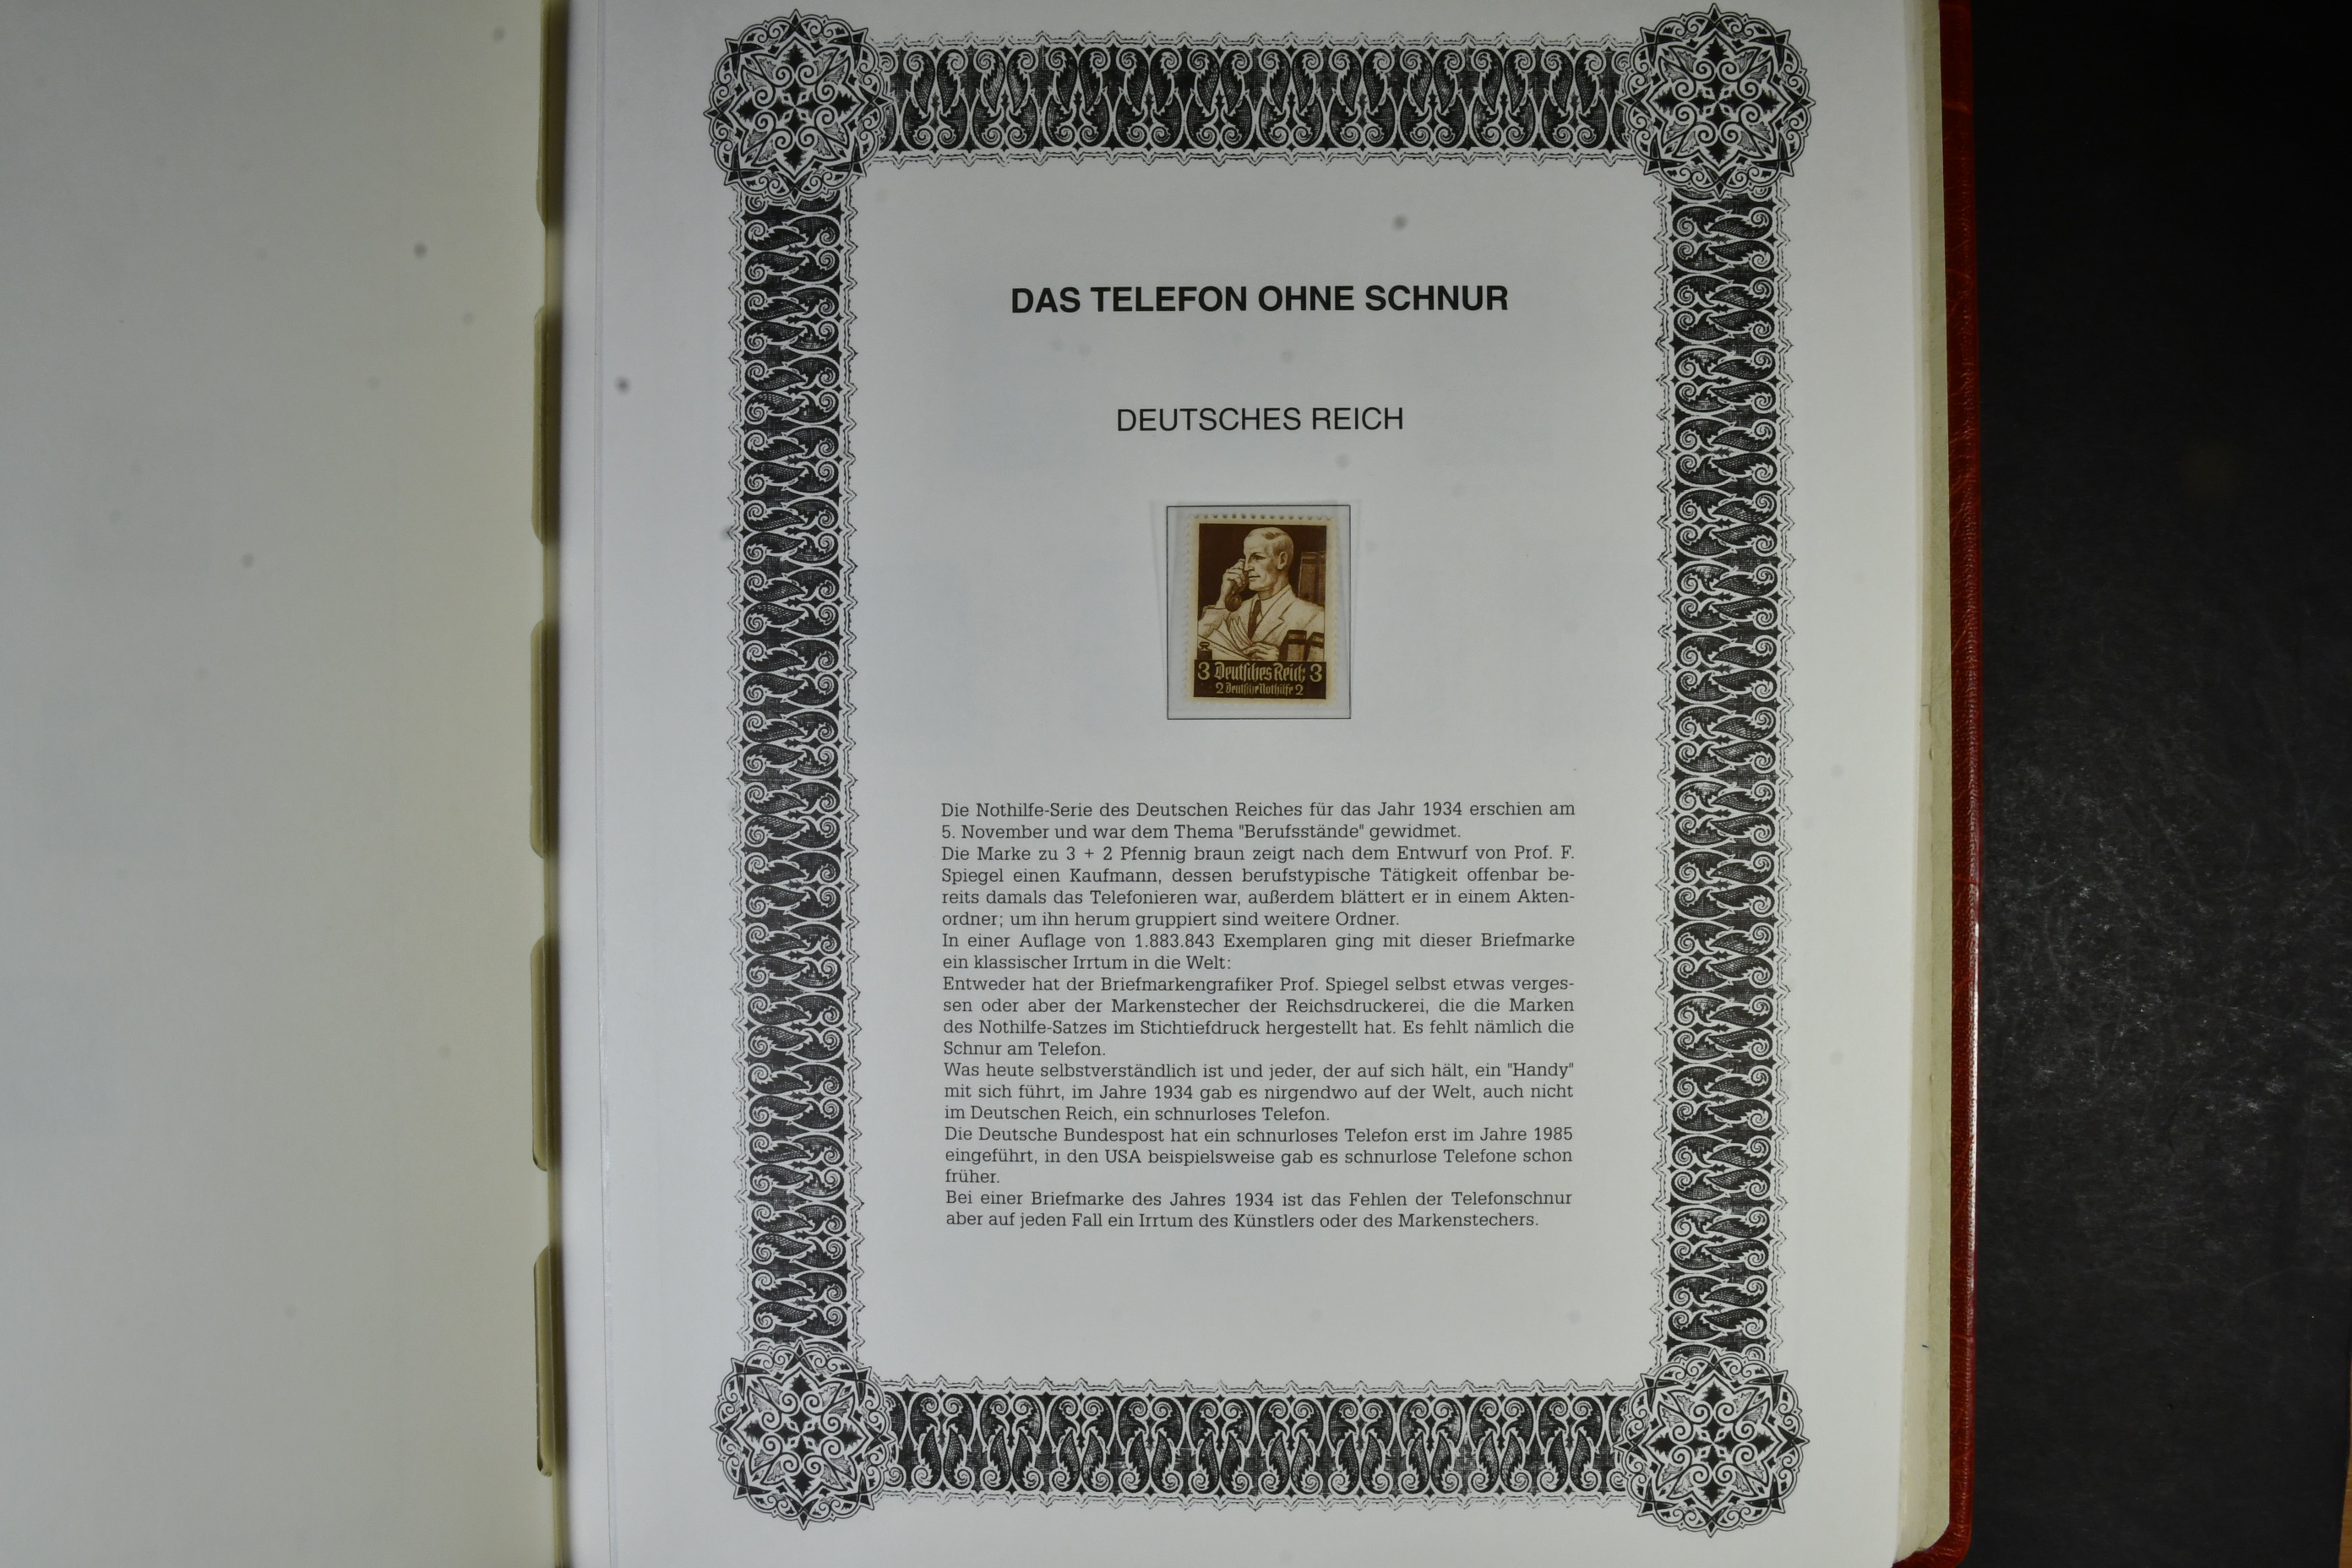 DAS TELEFON OHNE SCHNUR
DEUTSCHES REICH
3 Deutsches Reich 3
2 Deutsche Nothilfe 2
Die Nothilfe-Serie des Deutschen Reiches für das Jahr 1934 erschien am
5. November und war dem Thema "Berufsstände" gewidmet.
Die Marke zu 3 + 2 Pfennig braun zeigt nach dem Entwurf von Prof. F.
Spiegel einen Kaufmann, dessen berufstypische Tätigkeit offenbar be-
reits damals das Telefonieren war, außerdem blättert er in einem Akten-
ordner; um ihn herum gruppiert sind weitere Ordner.
In einer Auflage von 1.883.843 Exemplaren ging mit dieser Briefmarke
ein klassischer Irrtum in die Welt:
Entweder hat der Briefmarkengrafiker Prof. Spiegel selbst etwas verges-
sen oder aber der Markenstecher der Reichsdruckerei, die die Marken
des Nothilfe-Satzes im Stichtiefdruck hergestellt hat. Es fehlt nämlich die
Schnur am Telefon.
Was heute selbstverständlich ist und jeder, der auf sich hält, ein "Handy"
mit sich führt, im Jahre 1934 gab es nirgendwo auf der Welt, auch nicht
im Deutschen Reich, ein schnurloses Telefon.
Die Deutsche Bundespost hat ein schnurloses Telefon erst im Jahre 1985
eingeführt, in den USA beispielsweise gab es schnurlose Telefone schon
früher.
Bei einer Briefmarke des Jahres 1934 ist das Fehlen der Telefonschnur
aber auf jeden Fall ein Irrtum des Künstlers oder des Markenstechers.